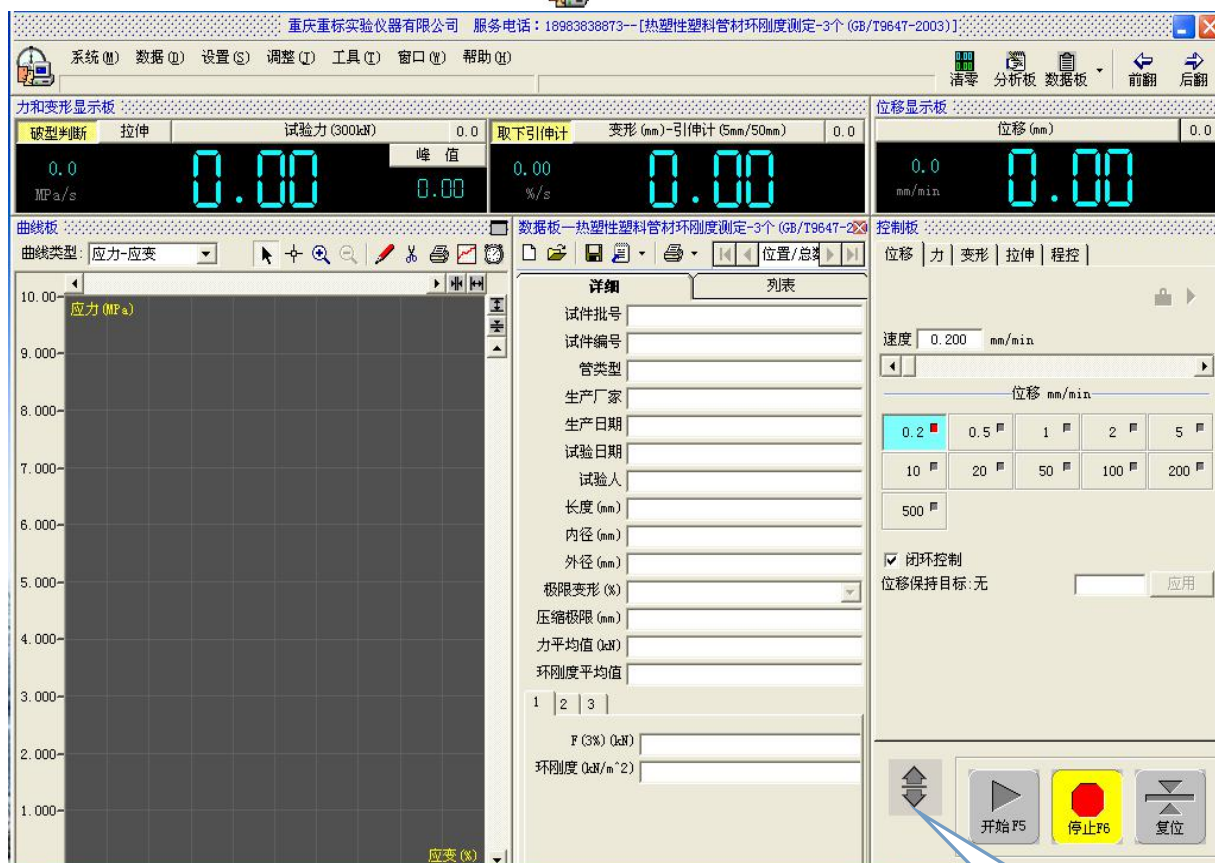 重庆重标实验仪器有限公司 服务电话：18983838873--[热塑性塑料管材环刚度测定-3个(GB/T9647-2003)]
系统(M) 数据(D) 设置(S) 调整(T) 工具(T) 窗口(W) 帮助(H)
清零 分析板 数据板 前翻 后翻
力和变形显示板
破型判断 拉伸 试验力(300kN) 0.0
0.0
MPa/s
0.00
峰 值
0.00
取下引伸计 变形(mm)-引伸计(5mm/50mm) 0.0
0.00
%/s
0.00
位移显示板
位移(mm) 0.0
0.0
mm/min
0.00
曲线板
曲线类型: 应力-应变
应力(MPa)
10.00
9.000
8.000
7.000
6.000
5.000
4.000
3.000
2.000
1.000
应变(%)
数据板—热塑性塑料管材环刚度测定-3个(GB/T9647-2
位置/总
详细 列表
试件批号
试件编号
管类型
生产厂家
生产日期
试验日期
试验人
长度(mm)
内径(mm)
外径(mm)
极限变形(%)
压缩极限(mm)
力平均值(kN)
环刚度平均值
1 2 3
F(3%)(kN)
环刚度(kN/m^2)
控制板
位移 力 变形 拉伸 程控
速度 0.200 mm/min
位移 mm/min
0.2 0.5 1 2 5
10 20 50 100 200
500
闭环控制
位移保持目标:无 应用
开始F5 停止F6 复位